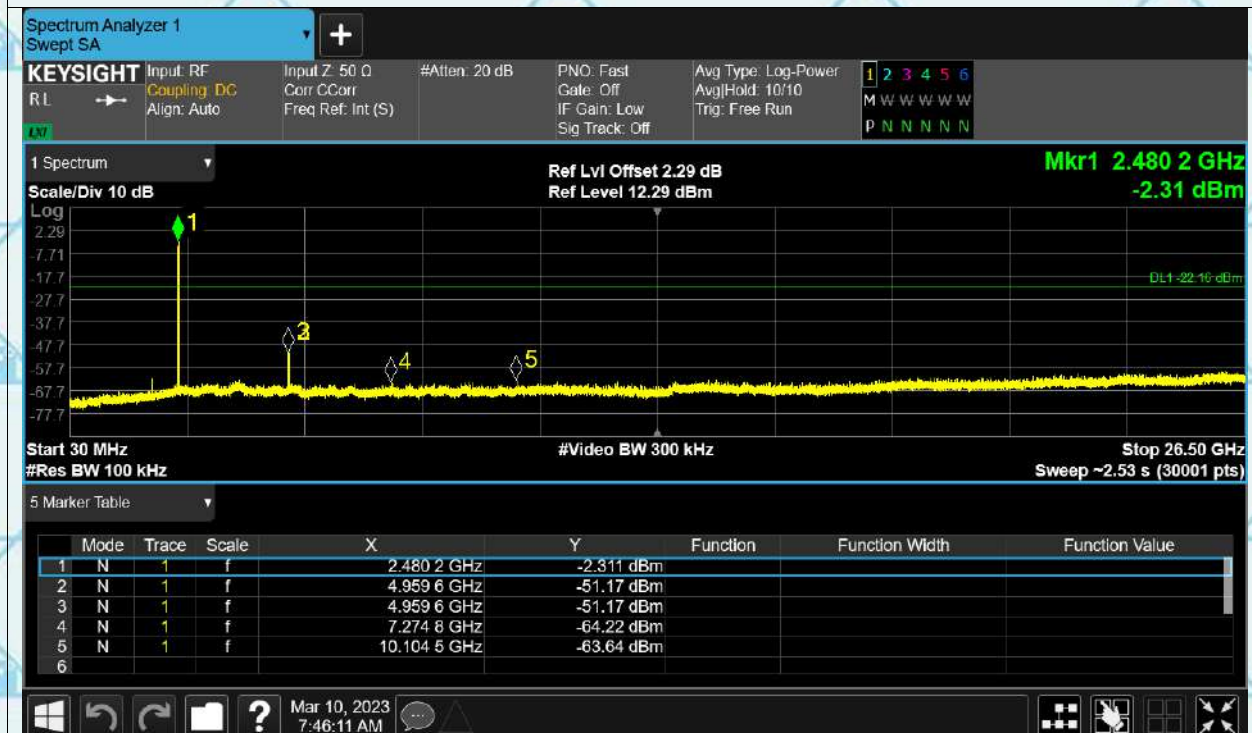 Spectrum Analyzer 1
Swept SA
+
KEYSIGHT Input: RF Input Z: 50 Ω #Atten: 20 dB PNO: Fast Avg Type: Log-Power 1 2 3 4 5 6
RL Coupling: DC Corr CCorr Gate: Off Avg|Hold: 10/10 M W W W W W
Align: Auto Freq Ref: Int (S) IF Gain: Low Trig: Free Run
LXI Sig Track: Off P N N N N N
1 Spectrum Ref Lvl Offset 2.29 dB Mkr1 2.480 2 GHz
Scale/Div 10 dB Ref Level 12.29 dBm -2.31 dBm
Log
1
2.29
-7.71
-17.7
DL1 -22.16 dBm
-27.7
-37.7
3
-47.7
4 5
-57.7
-67.7
-77.7
Start 30 MHz #Video BW 300 kHz Stop 26.50 GHz
#Res BW 100 kHz Sweep ~2.53 s (30001 pts)
5 Marker Table
Mode Trace Scale X Y Function Function Width Function Value
1 N 1 f 2.480 2 GHz -2.311 dBm
2 N 1 f 4.959 6 GHz -51.17 dBm
3 N 1 f 4.959 6 GHz -51.17 dBm
4 N 1 f 7.274 8 GHz -64.22 dBm
5 N 1 f 10.104 5 GHz -63.64 dBm
6
? Mar 10, 2023
7:46:11 AM